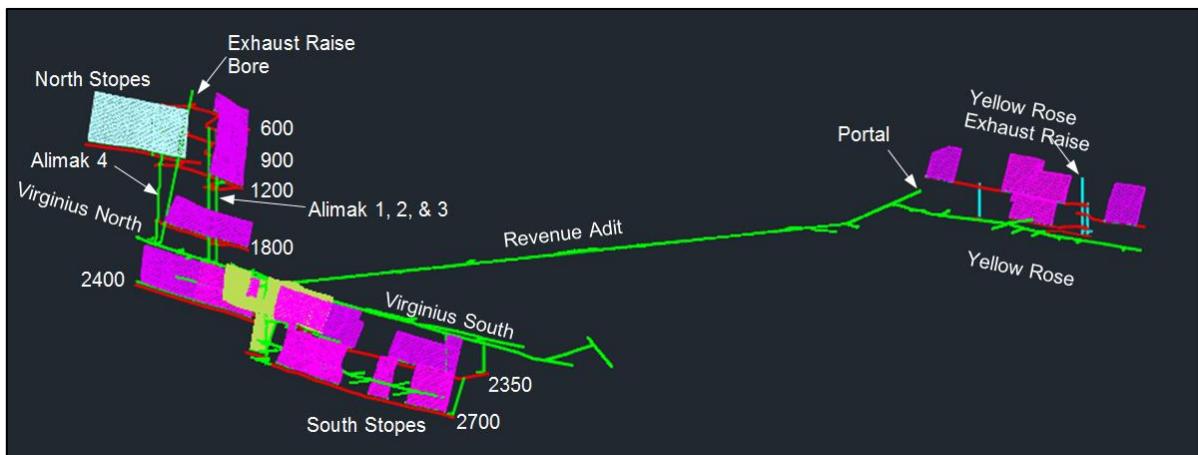 Exhaust Raise
Bore
North Stopes
600
900
1200
Alimak 4
Alimak 1, 2, & 3
Virginius North
1800
2400
Revenue Adit
Portal
Yellow Rose
Exhaust Raise
Yellow Rose
Virginius South
2350
2700
South Stopes